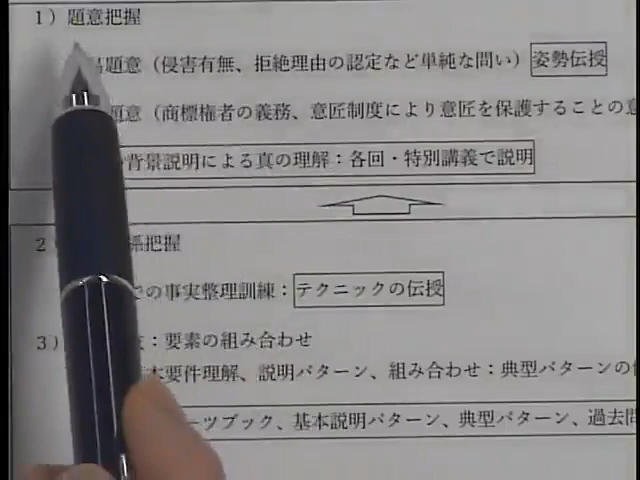 1）題意把握
題意（侵害有無、拒絶理由の認定など単純な問い） 姿勢伝授
題意（商標権者の義務、意匠制度により意匠を保護することの意
背景説明による真の理解：各回・特別講義で説明
2 係把握
での事実整理訓練：テクニックの伝授
3）：要素の組み合わせ
本要件理解、説明パターン、組み合わせ：典型パターンの
ーツブック、基本説明パターン、典型パターン、過去問